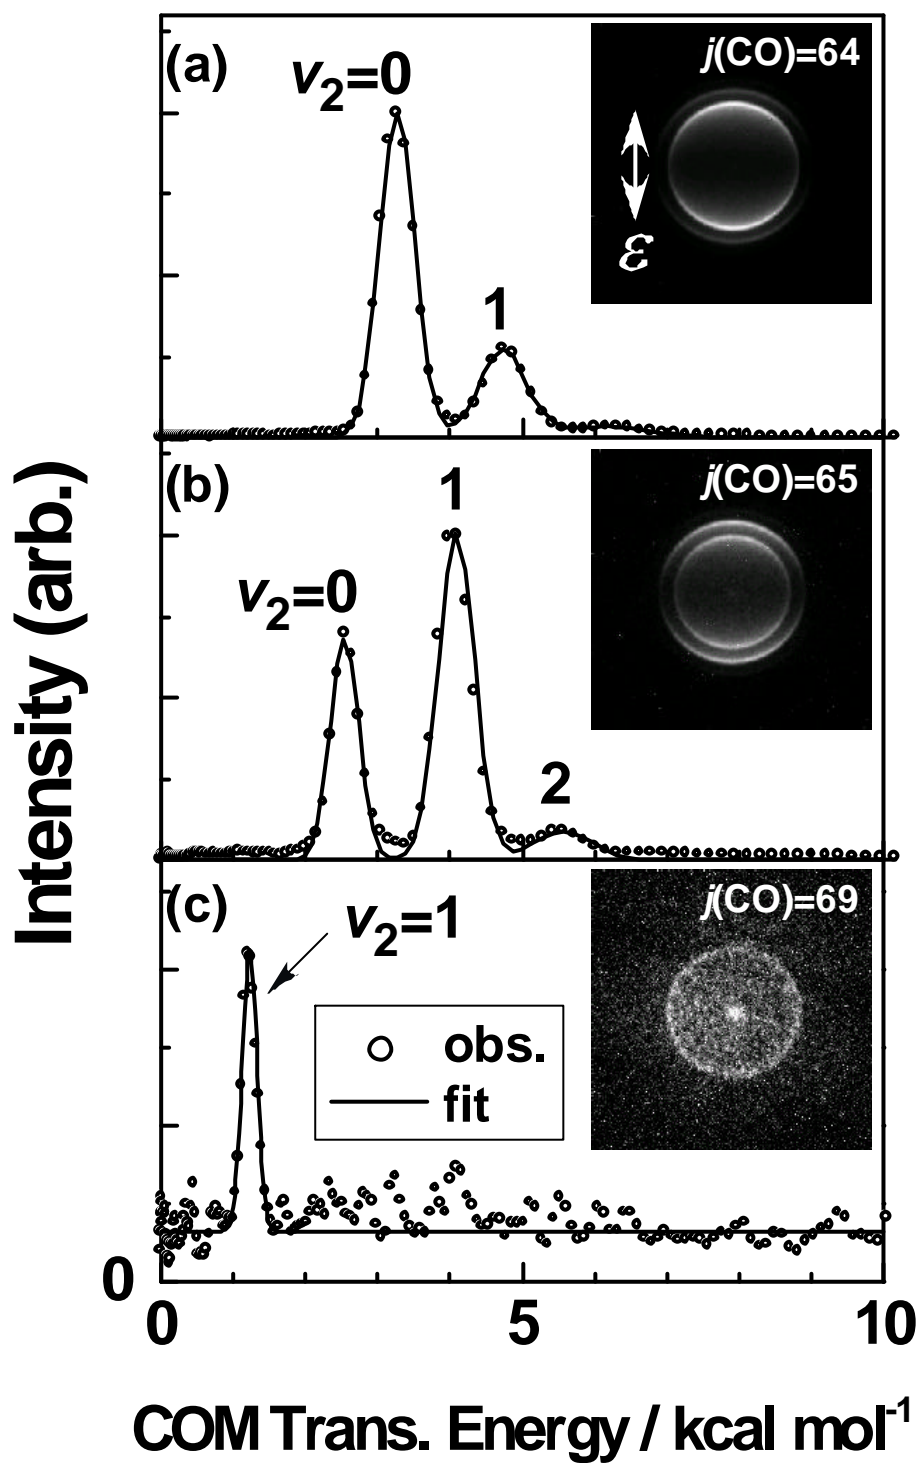 (a)
v2=0
1
j(CO)=64
ε
(b)
v2=0
1
2
j(CO)=65
(c)
v2=1
j(CO)=69
obs.
fit
Intensity (arb.)
0
0 5 10
COM Trans. Energy / kcal mol-1